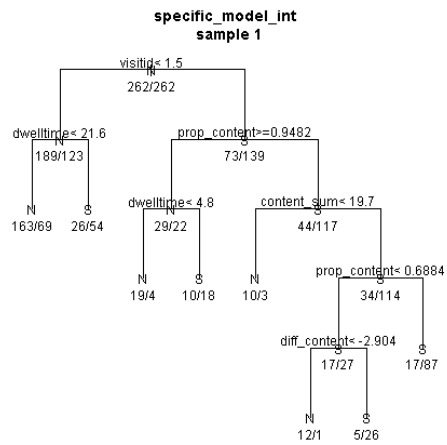 specific_model_int
sample 1
visitid< 1.5
N
262/262
dwelltime< 21.6
N
189/123
prop_content>=0.9482
S
73/139
N
163/69
S
26/54
dwelltime< 4.8
N
29/22
content_sum< 19.7
S
44/117
N
19/4
S
10/18
N
10/3
prop_content< 0.6884
S
34/114
diff_content< -2.904
S
17/27
S
17/87
N
12/1
S
5/26